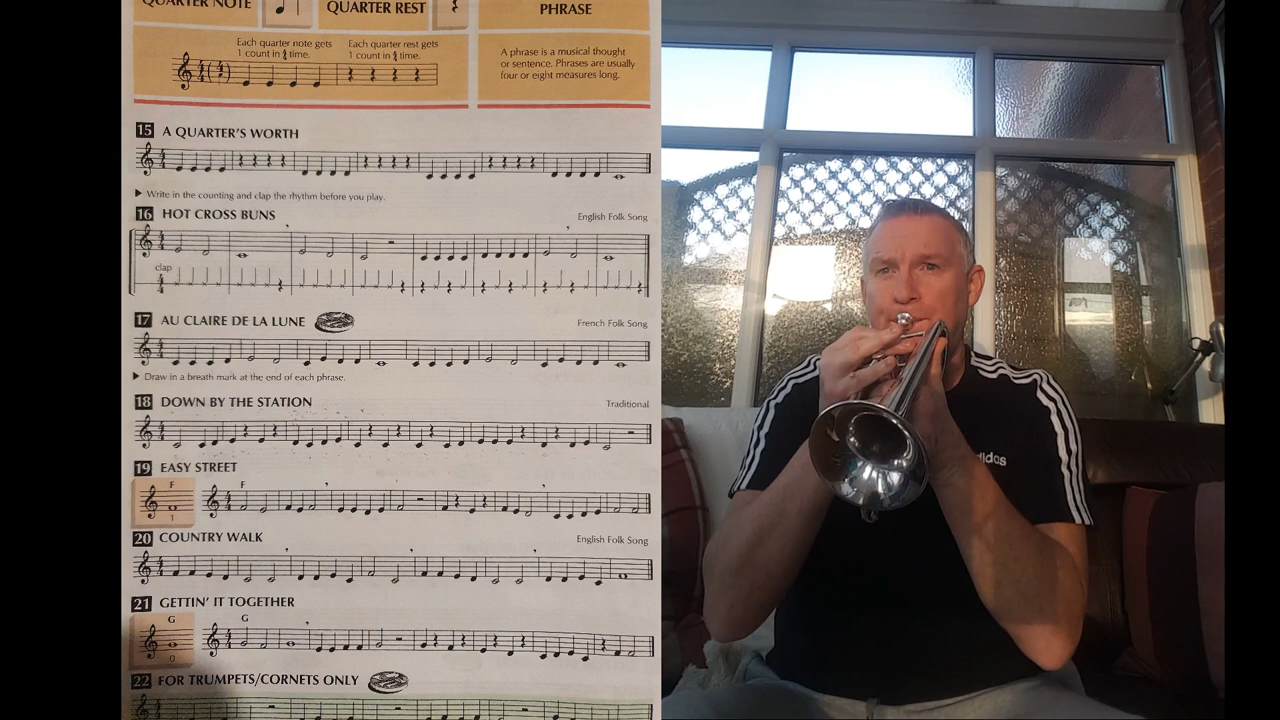 QUARTER NOTE
QUARTER REST
PHRASE
Each quarter note gets
1 count in 4/4 time.
Each quarter rest gets
1 count in 4/4 time.
A phrase is a musical thought
or sentence. Phrases are usually
four or eight measures long.
15 A QUARTER'S WORTH
▶ Write in the counting and clap the rhythm before you play.
16 HOT CROSS BUNS
English Folk Song
clap
17 AU CLAIRE DE LA LUNE
French Folk Song
▶ Draw in a breath mark at the end of each phrase.
18 DOWN BY THE STATION
Traditional
19 EASY STREET
F
F
1
20 COUNTRY WALK
English Folk Song
21 GETTIN' IT TOGETHER
G
G
0
22 FOR TRUMPETS/CORNETS ONLY
adidas